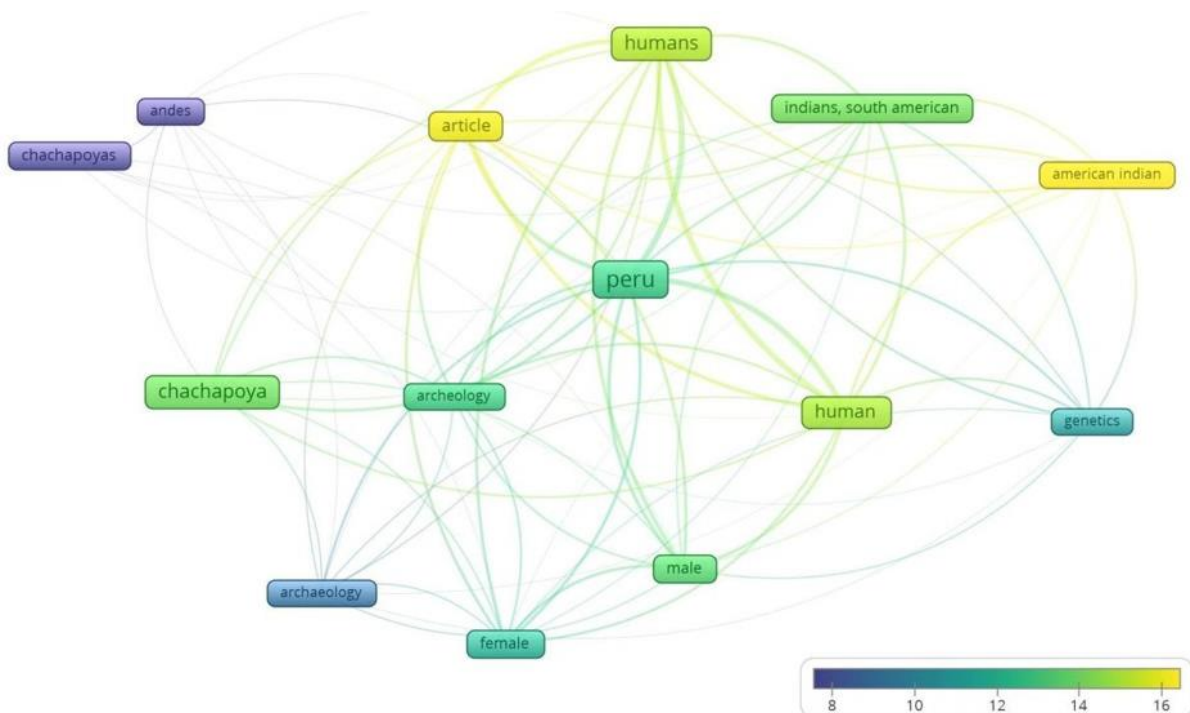 humans
andes
indians, south american
article
chachapoyas
american indian
peru
chachapoya
archeology
human
genetics
male
archaeology
female
8 10 12 14 16